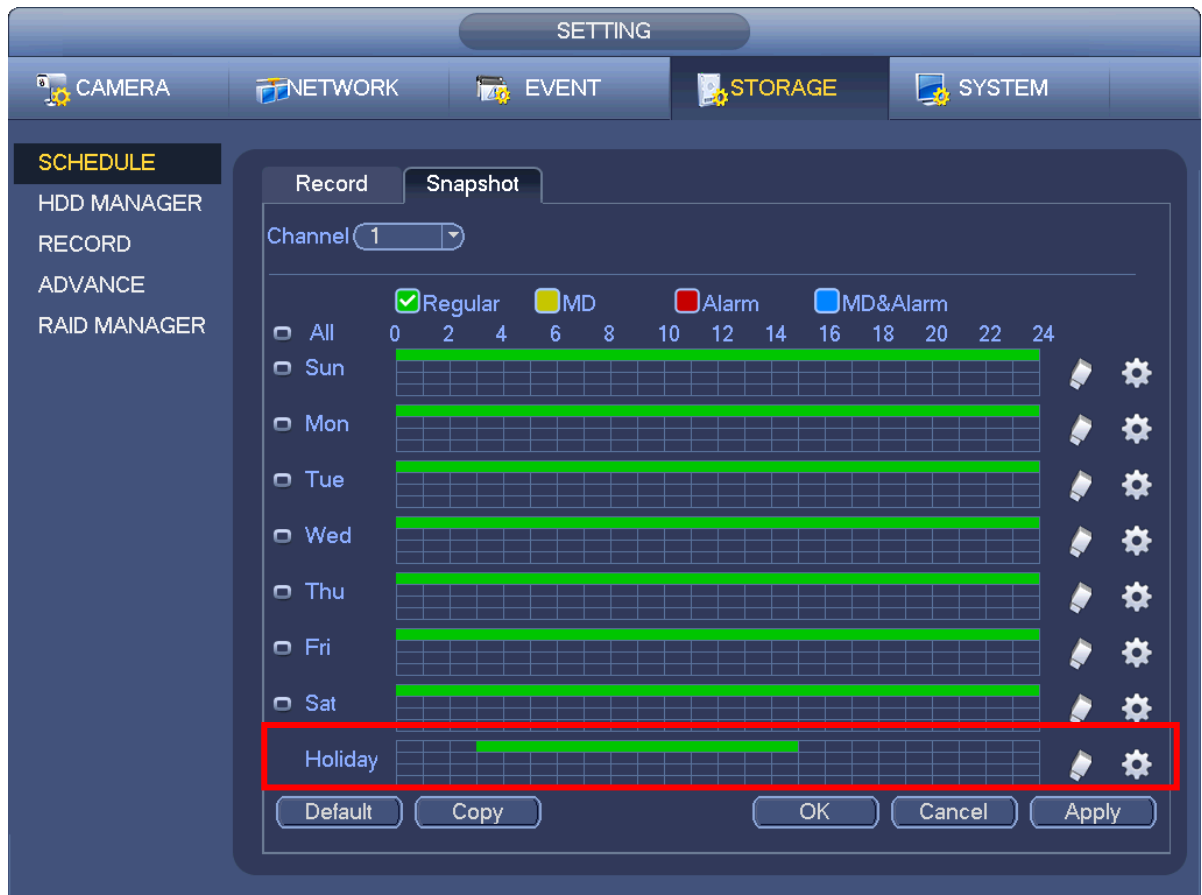 SETTING
CAMERA NETWORK EVENT STORAGE SYSTEM
SCHEDULE
HDD MANAGER
RECORD
ADVANCE
RAID MANAGER
Record Snapshot
Channel 1
Regular MD Alarm MD&Alarm
All 0 2 4 6 8 10 12 14 16 18 20 22 24
Sun
Mon
Tue
Wed
Thu
Fri
Sat
Holiday
Default Copy OK Cancel Apply